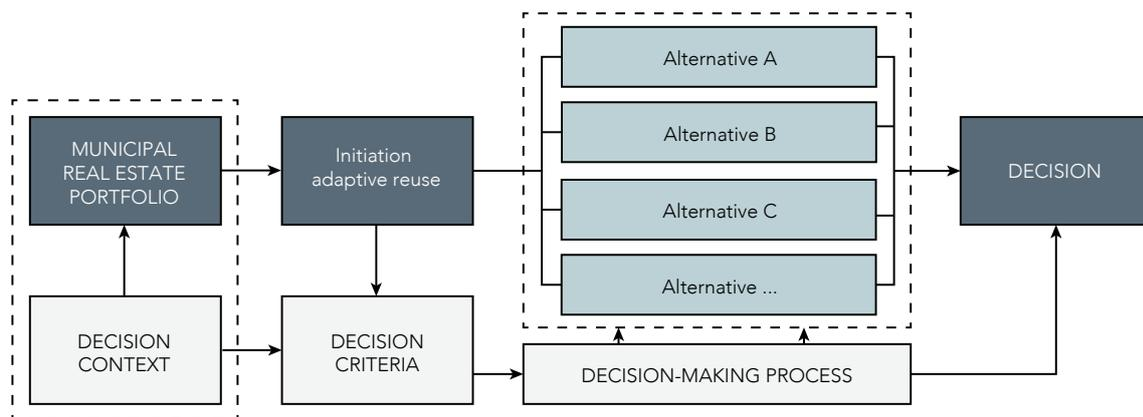 MUNICIPAL
REAL ESTATE
PORTFOLIO
Initiation
adaptive reuse
Alternative A
Alternative B
Alternative C
Alternative ...
DECISION
DECISION
CONTEXT
DECISION
CRITERIA
DECISION-MAKING PROCESS